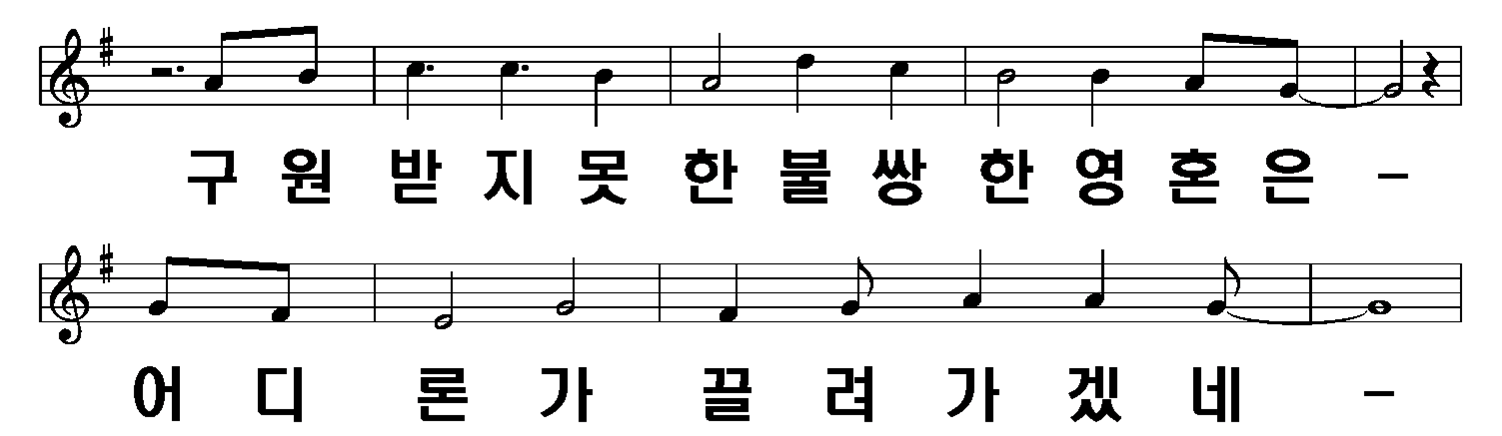 구 원 받 지 못 한 불 쌍 한 영 혼 은 -
어 디 론 가 끌 려 가 겠 네 -